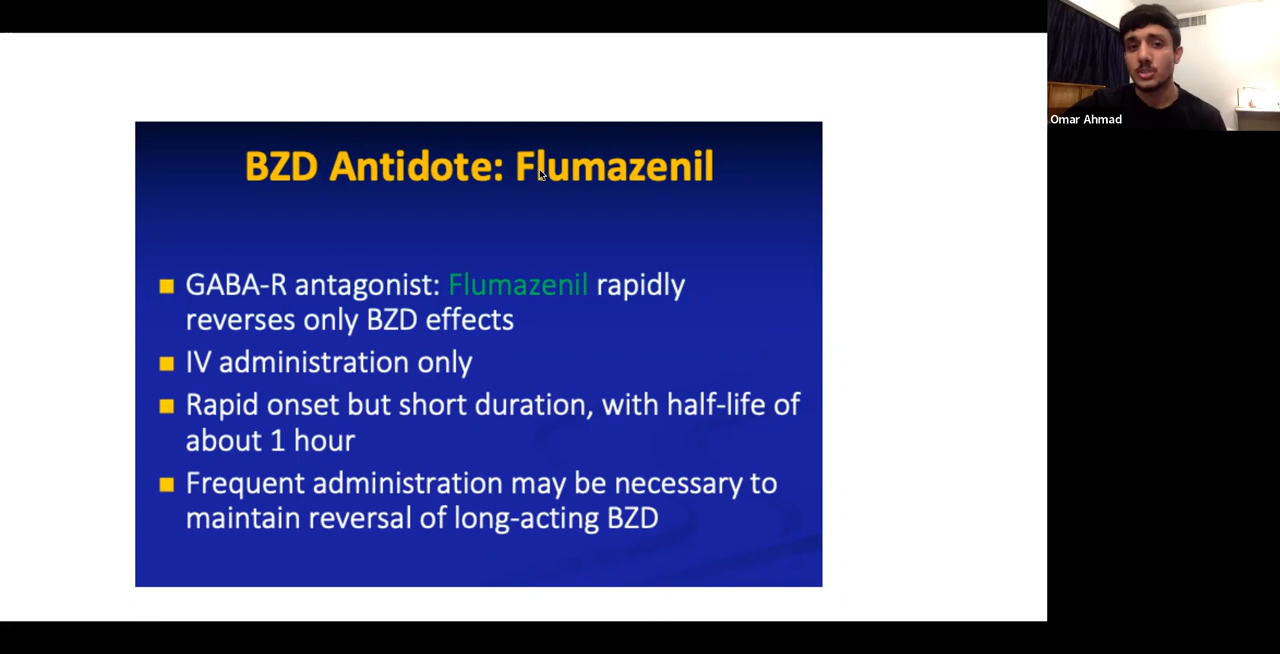 BZD Antidote: Flumazenil
GABA-R antagonist: Flumazenil rapidly
reverses only BZD effects
IV administration only
Rapid onset but short duration, with half-life of
about 1 hour
Frequent administration may be necessary to
maintain reversal of long-acting BZD
Omar Ahmad